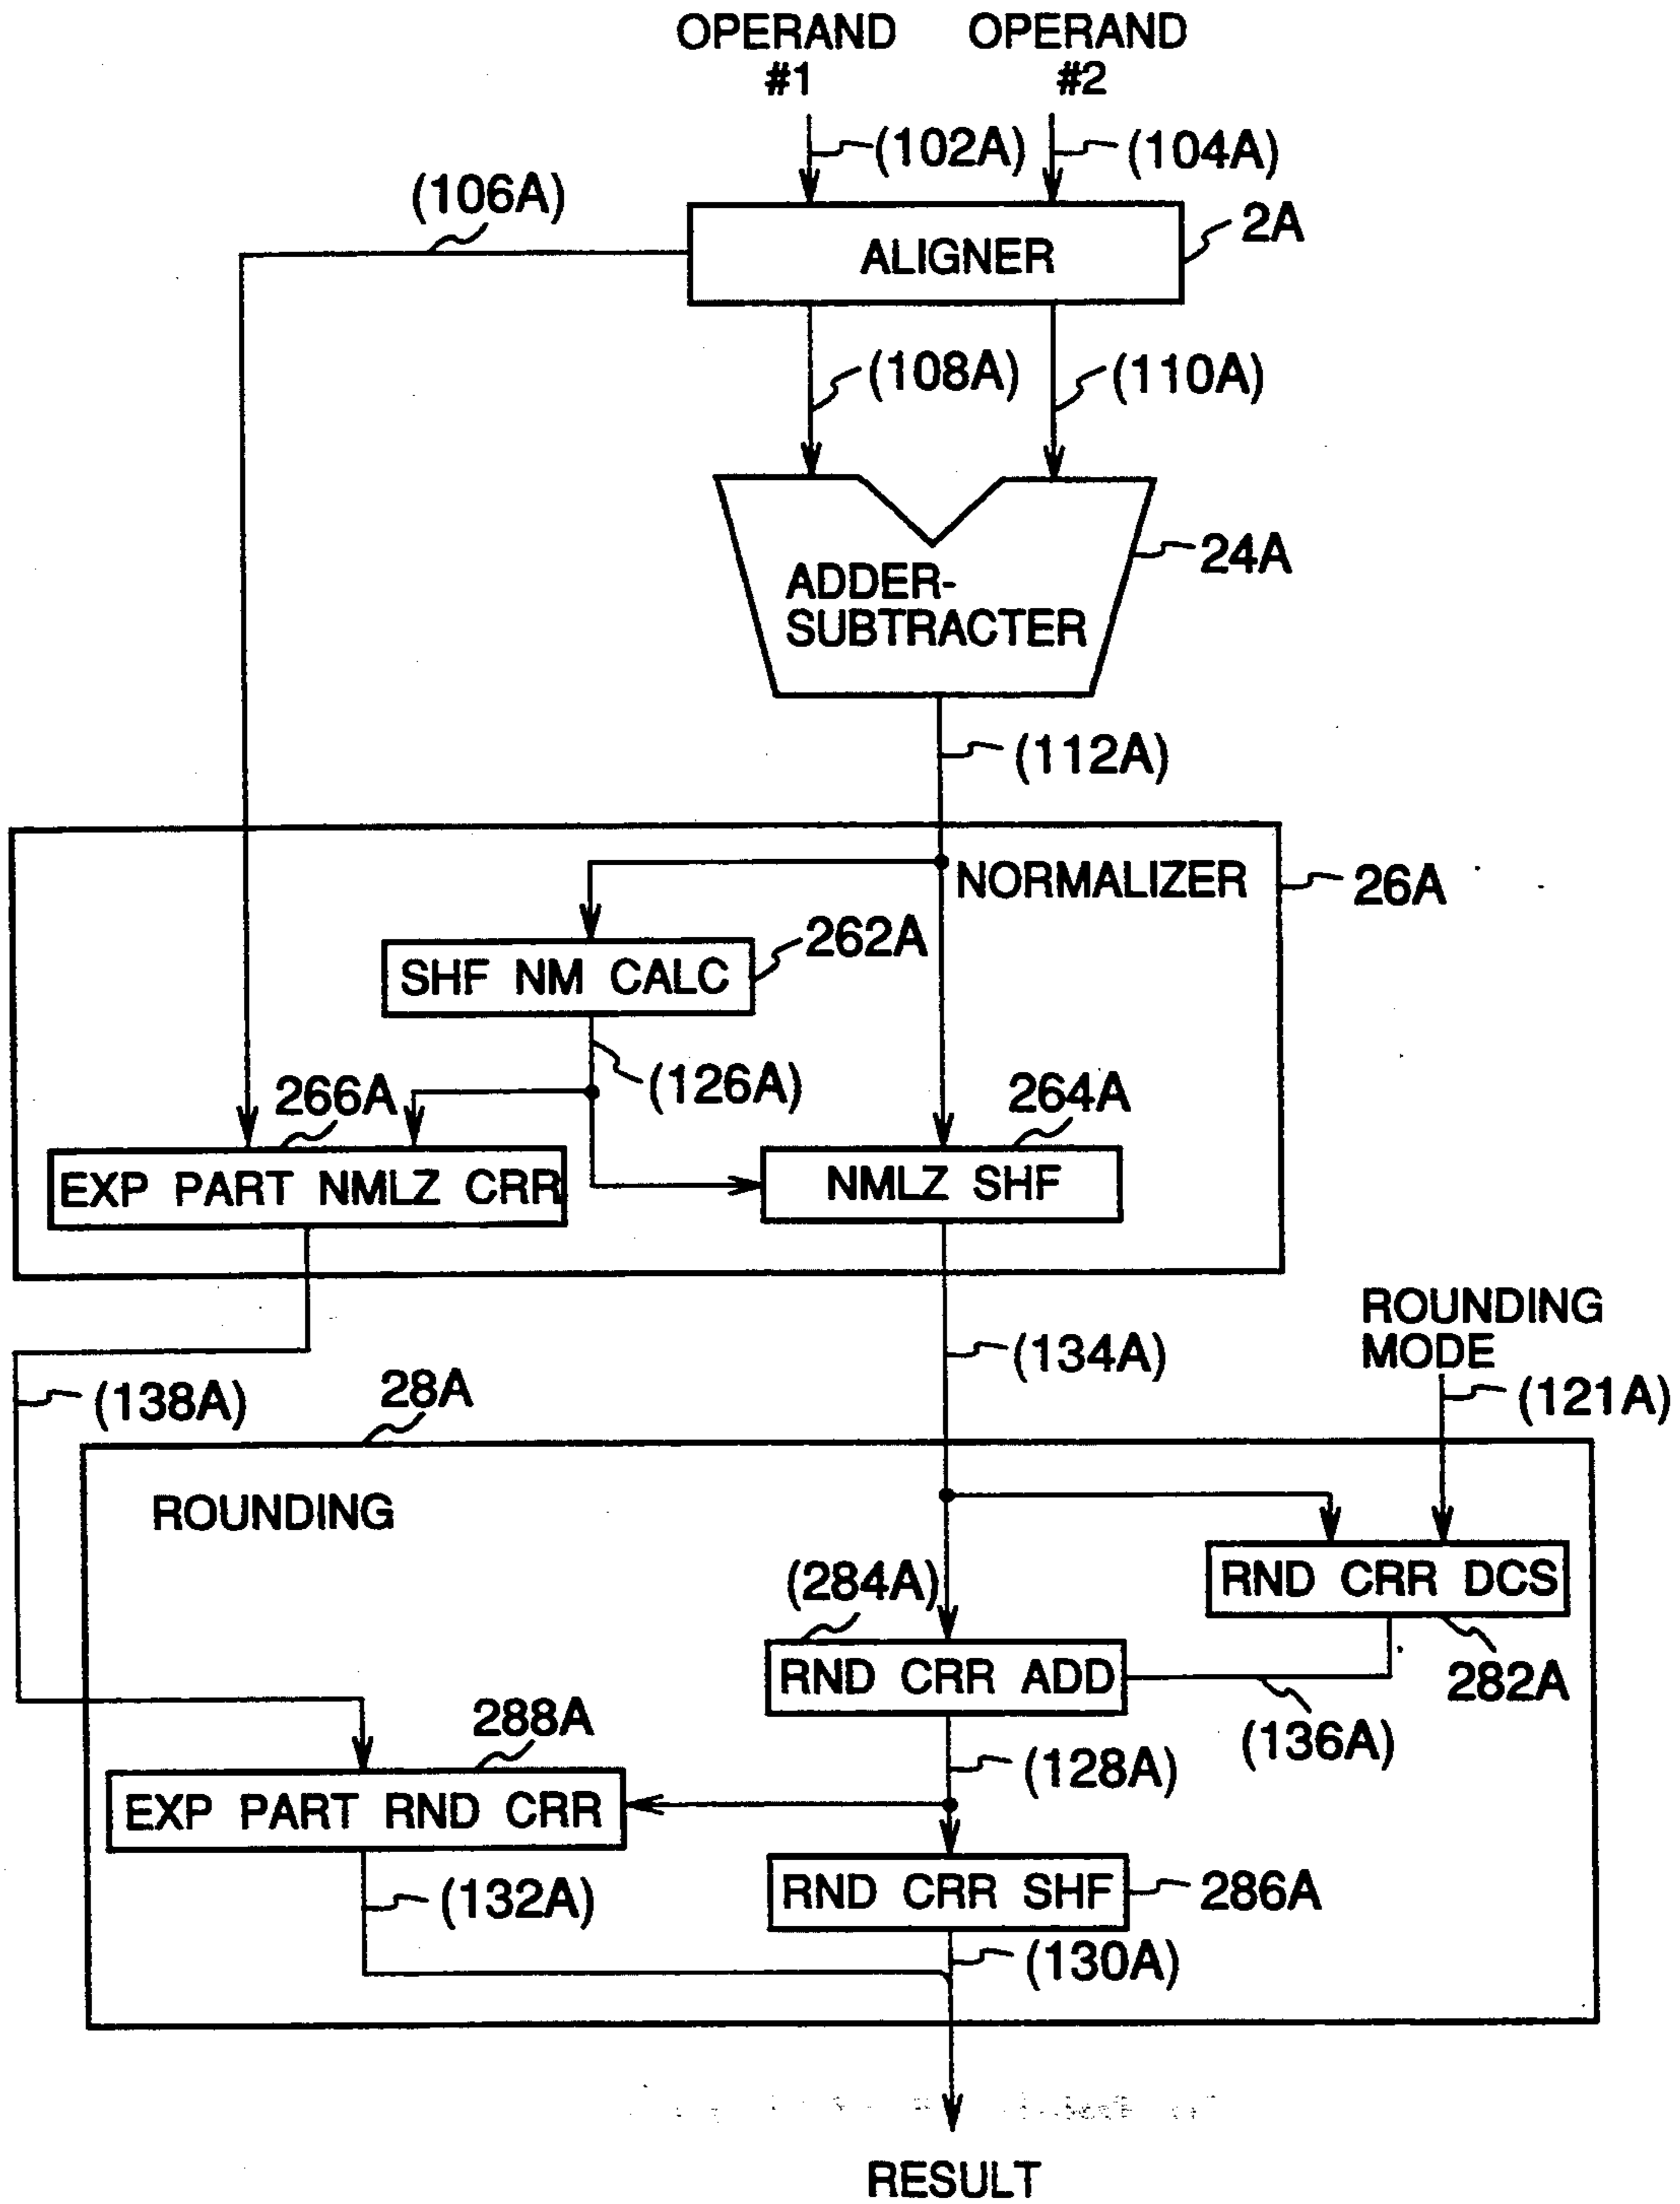 OPERAND
#1
OPERAND
#2
(102A)
(104A)
(106A)
2A
ALIGNER
(108A)
(110A)
24A
ADDER-
SUBTRACTER
(112A)
NORMALIZER
26A
262A
SHF NM CALC
(126A)
266A
264A
EXP PART NMLZ CRR
NMLZ SHF
ROUNDING
MODE
(134A)
(138A)
28A
(121A)
ROUNDING
(284A)
RND CRR DCS
RND CRR ADD
282A
288A
(136A)
(128A)
EXP PART RND CRR
RND CRR SHF
286A
(132A)
(130A)
RESULT